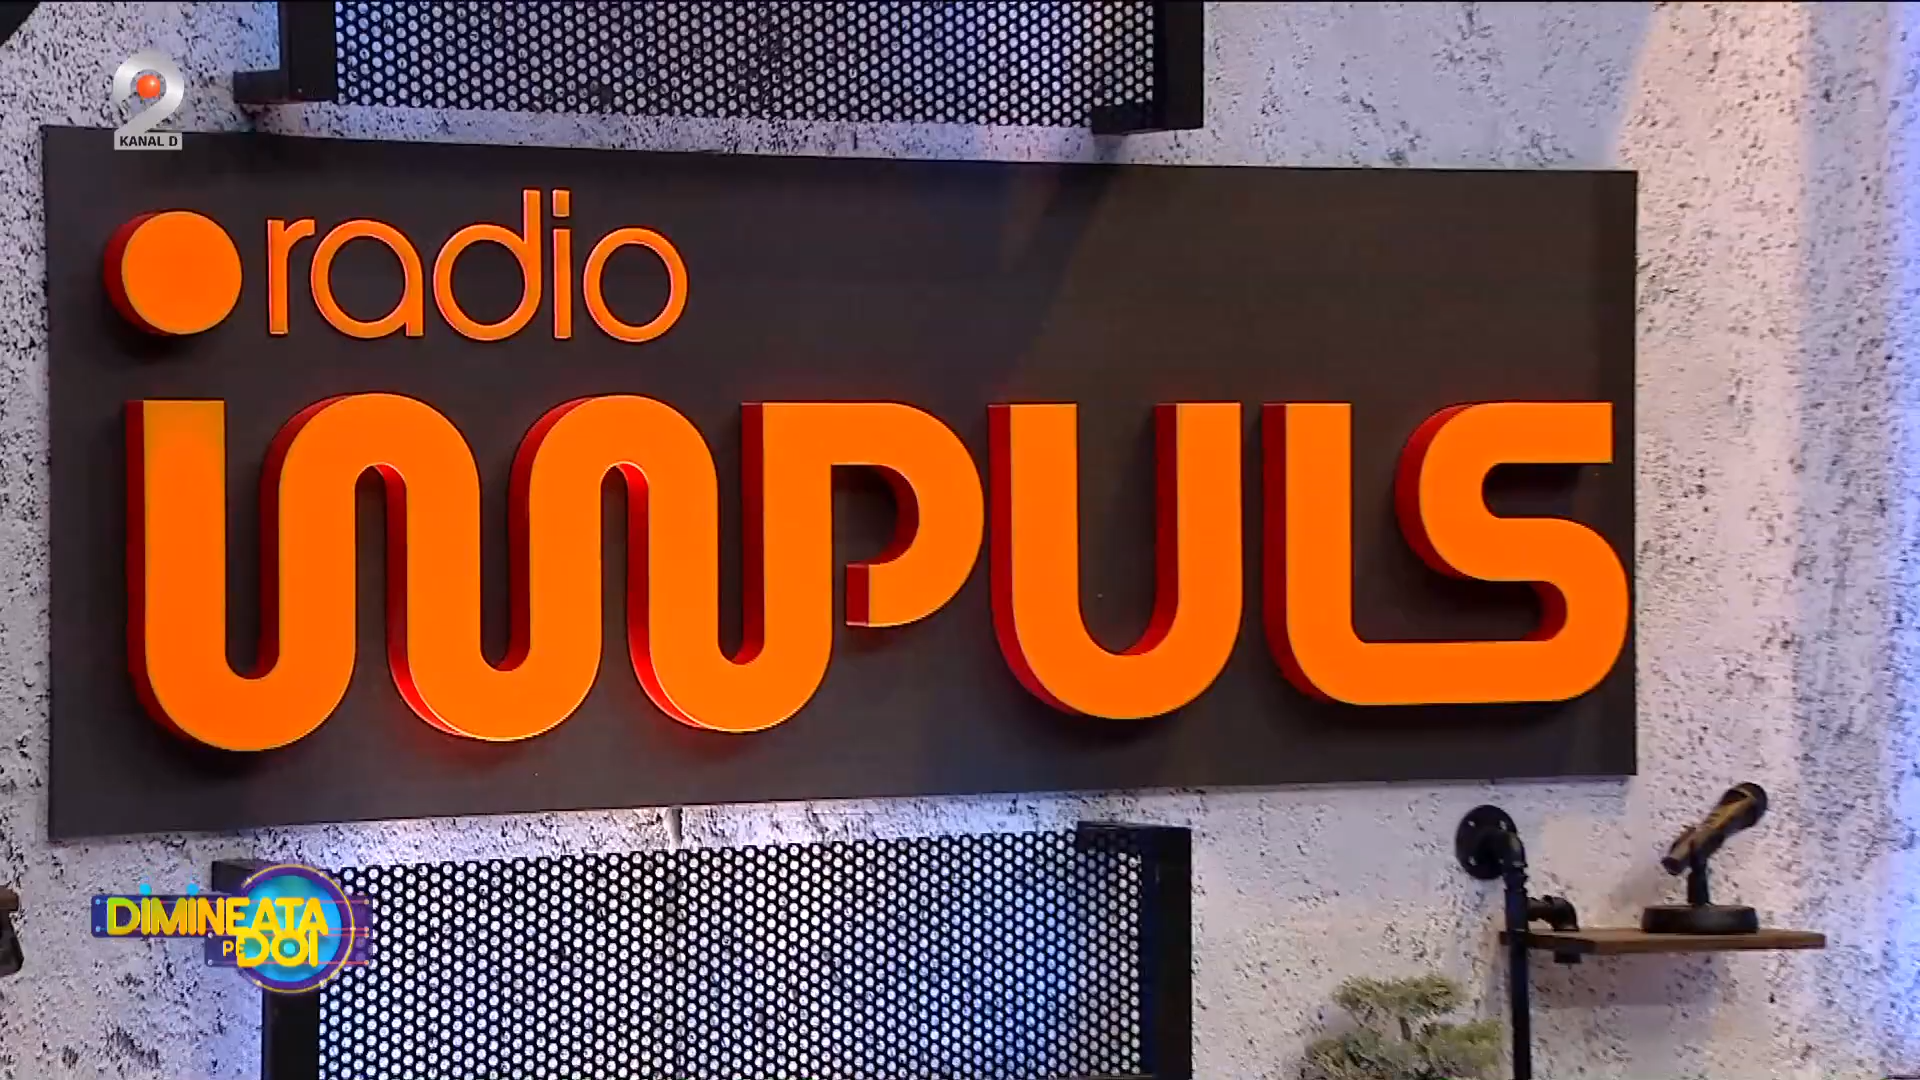 2
KANAL D
radio
impuls
DIMINEATA
PE DOI